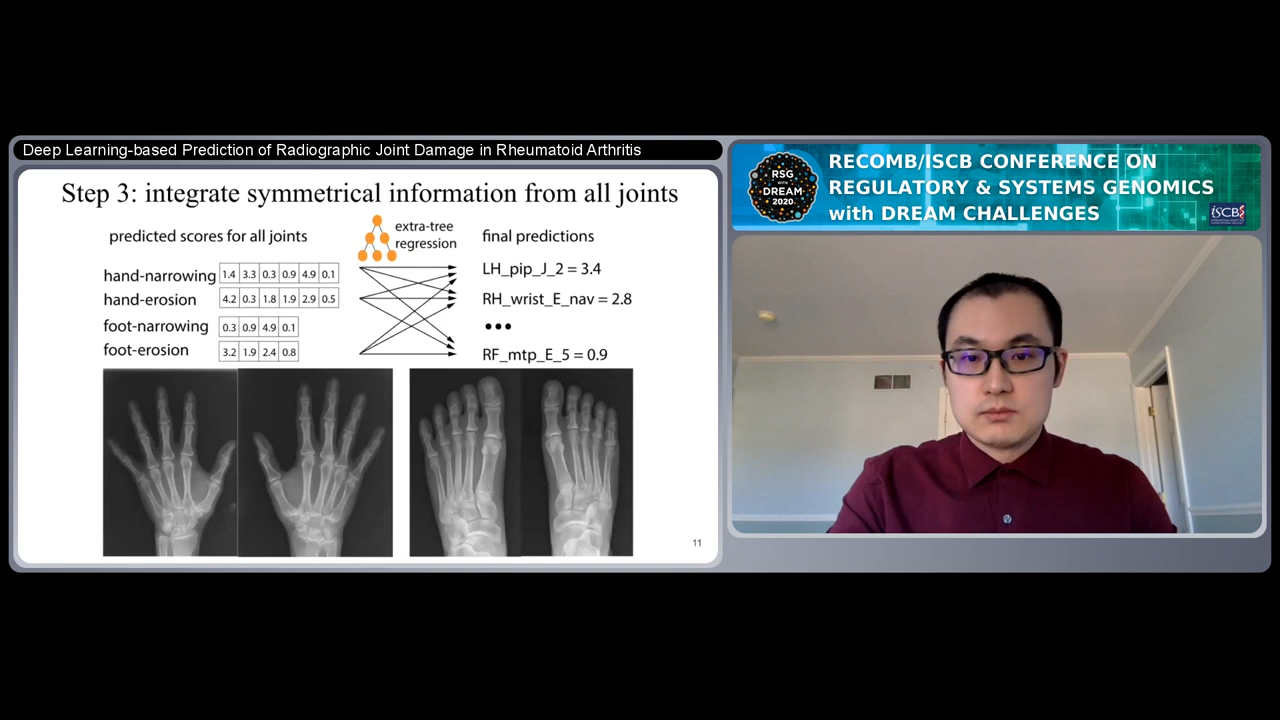 Deep Learning-based Prediction of Radiographic Joint Damage in Rheumatoid Arthritis
Step 3: integrate symmetrical information from all joints
predicted scores for all joints
extra-tree
regression
final predictions
hand-narrowing 1.4 3.3 0.3 0.9 4.9 0.1
hand-erosion 4.2 0.3 1.8 1.9 2.9 0.5
foot-narrowing 0.3 0.9 4.9 0.1
foot-erosion 3.2 1.9 2.4 0.8
LH_pip_J_2 = 3.4
RH_wrist_E_nav = 2.8
•••
RF_mtp_E_5 = 0.9
11
RSG
WITH
DREAM
2020
RECOMB/ISCB CONFERENCE ON
REGULATORY & SYSTEMS GENOMICS
with DREAM CHALLENGES
iSCB